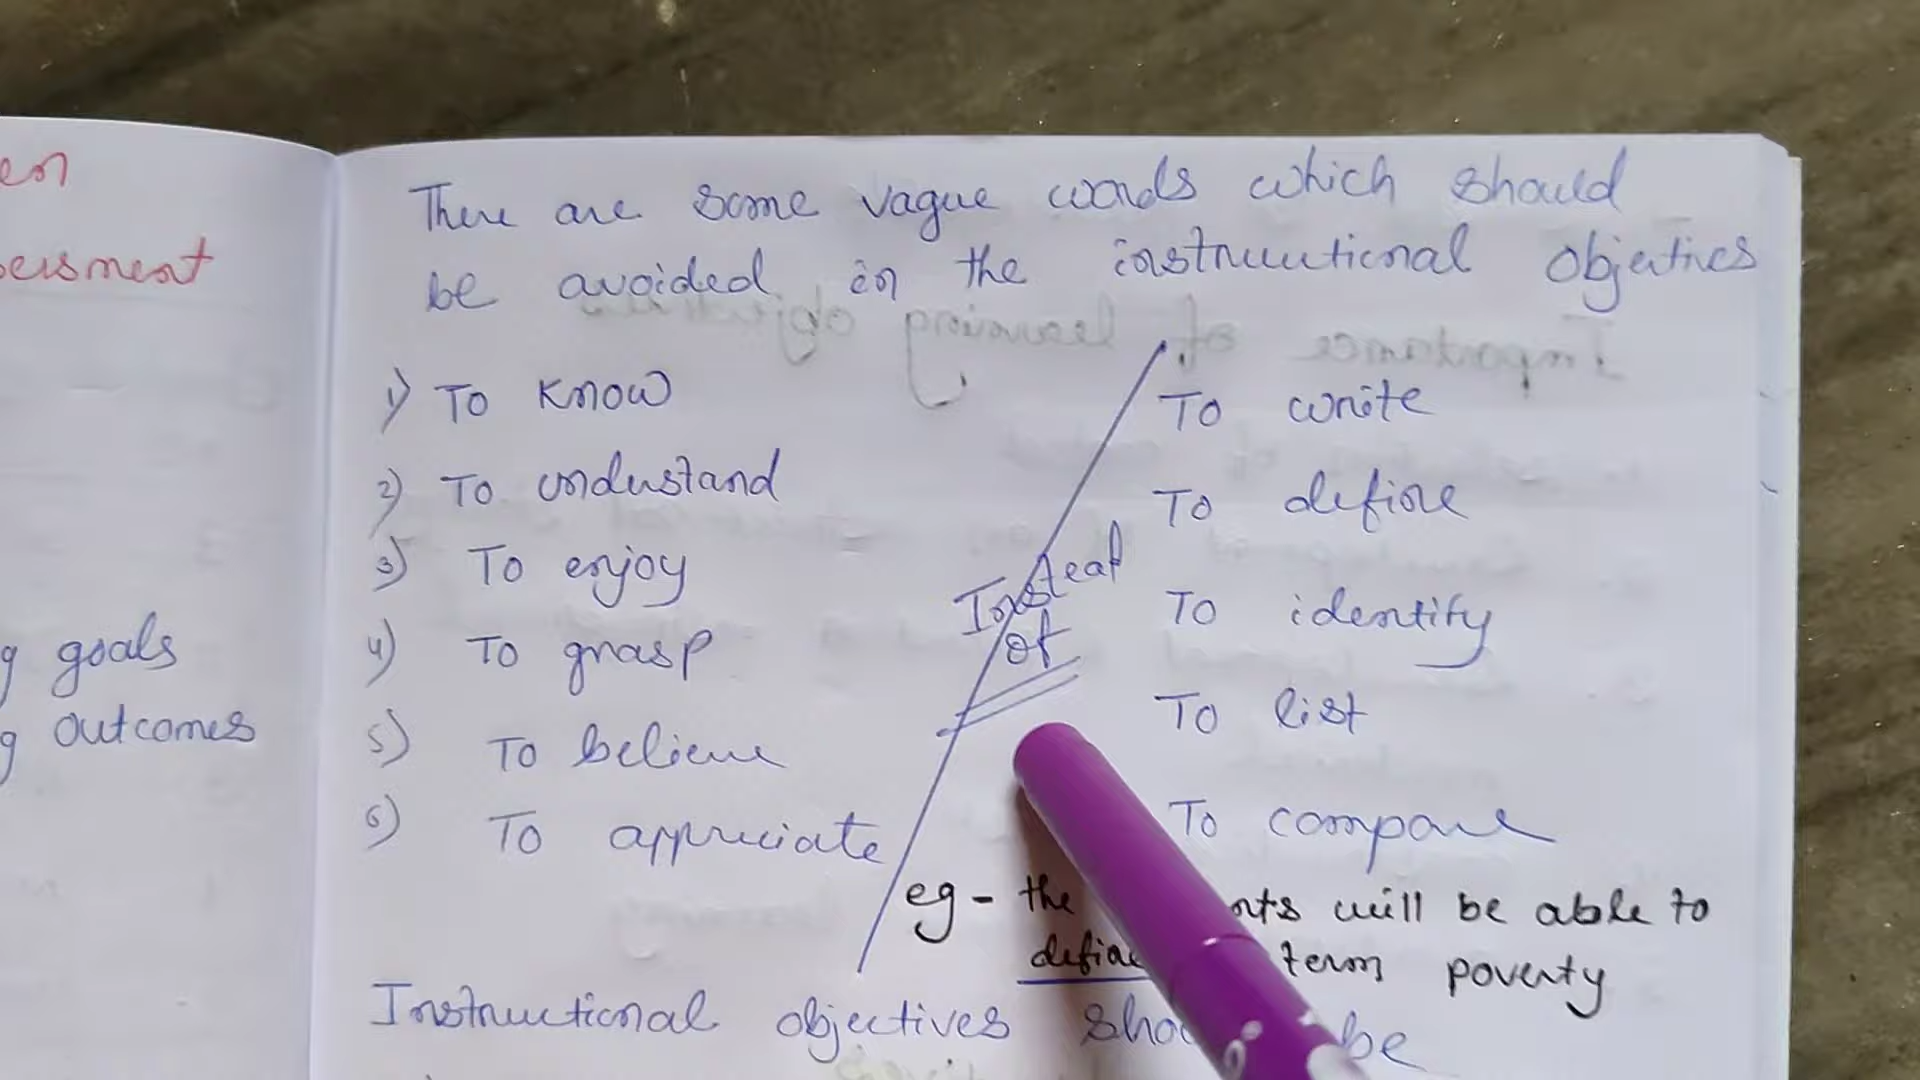 en
goals
outcomes
There are some vague words which should
be avoided in the instructional objectives
1) To know
2) To understand
3) To enjoy
4) To grasp
5) To believe
6) To appreciate
Instead
of
To write
To define
To identify
To list
To compare
eg - the will be able to
define term poverty
Instructional objectives be